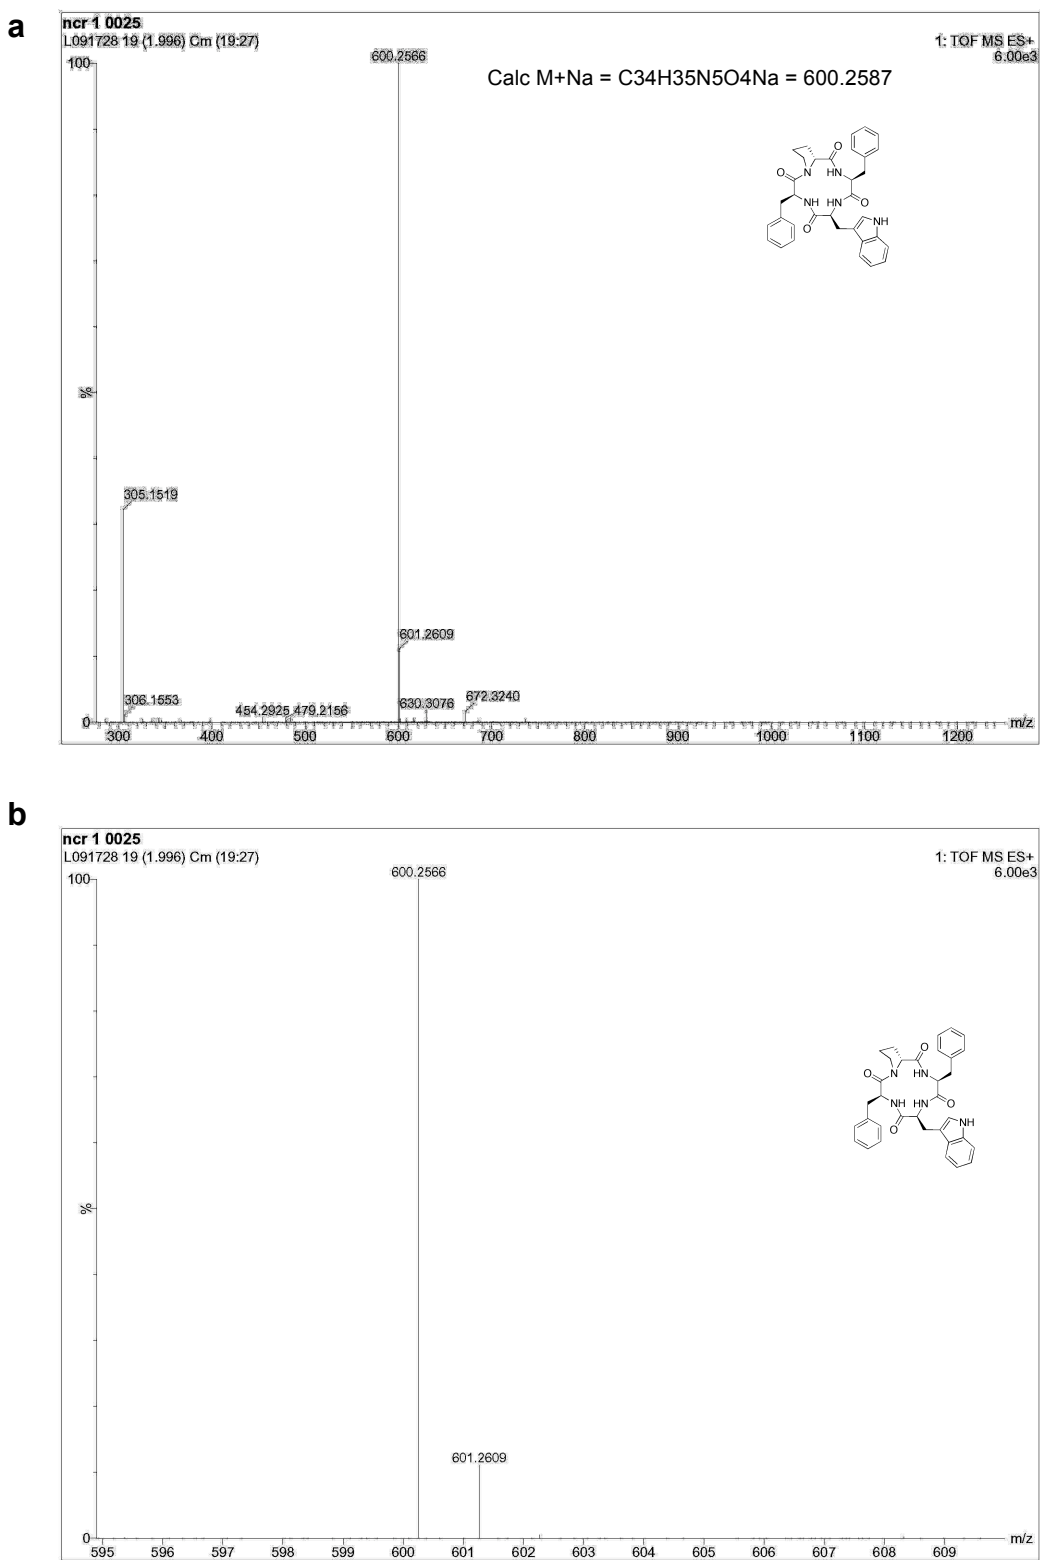 a
ncr 1 0025
L091728 19 (1.996) Cm (19:27)
1: TOF MS ES+
6.00e3
100
600.2566
Calc M+Na = C34H35N5O4Na = 600.2587
O
N
HN
O
O
NH HN
O
NH
%
305.1519
601.2609
306.1553
454.2925 479.2156
630.3076
672.3240
0
m/z
300 400 500 600 700 800 900 1000 1100 1200
b
ncr 1 0025
L091728 19 (1.996) Cm (19:27)
1: TOF MS ES+
6.00e3
100
600.2566
O
O
N
HN
NH HN
O
O
NH
%
601.2609
0
m/z
595 596 597 598 599 600 601 602 603 604 605 606 607 608 609